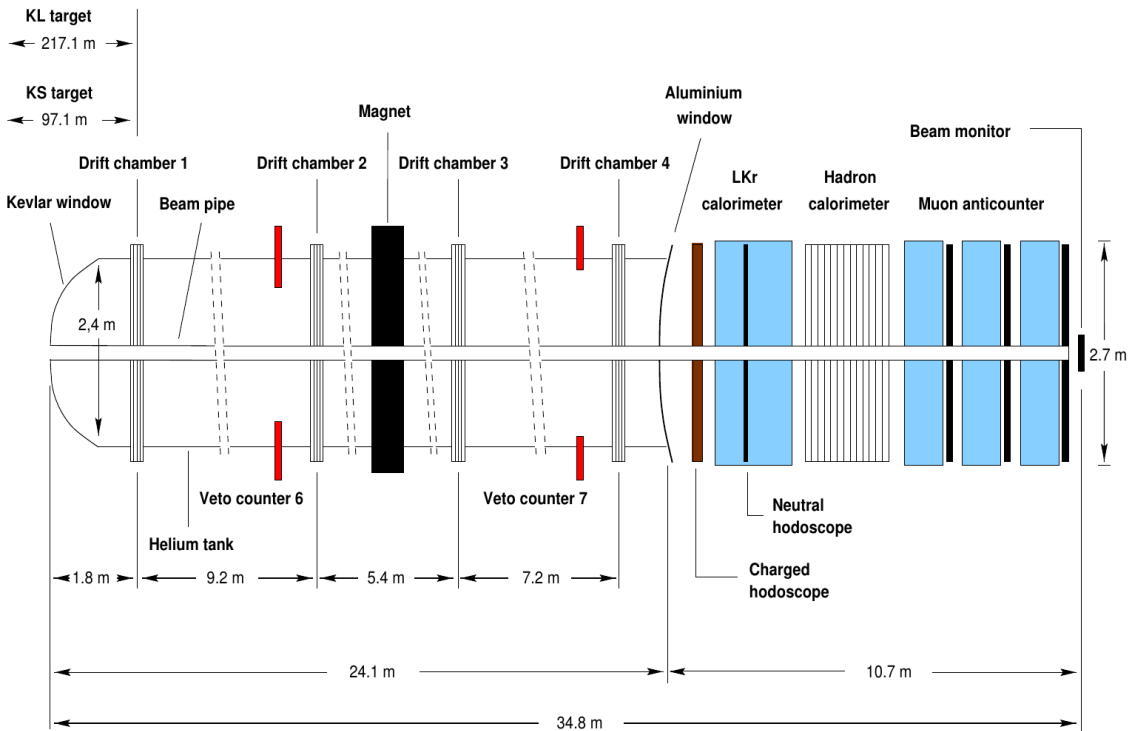 KL target
217.1 m
KS target
97.1 m
Magnet
Aluminium
window
Beam monitor
Drift chamber 1
Drift chamber 2
Drift chamber 3
Drift chamber 4
LKr
calorimeter
Hadron
calorimeter
Muon anticounter
Kevlar window
Beam pipe
2,4 m
2.7 m
Veto counter 6
Veto counter 7
Neutral
hodoscope
Helium tank
Charged
hodoscope
1.8 m
9.2 m
5.4 m
7.2 m
24.1 m
10.7 m
34.8 m